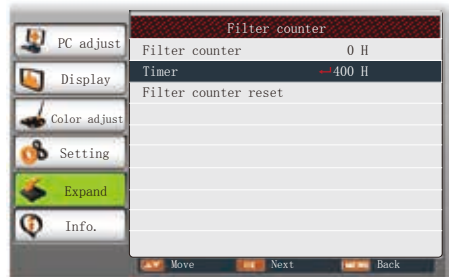 Filter counter
PC adjust
Display
Color adjust
Setting
Expand
Info.
Filter counter 0 H
Timer 400 H
Filter counter reset
Move Next Back